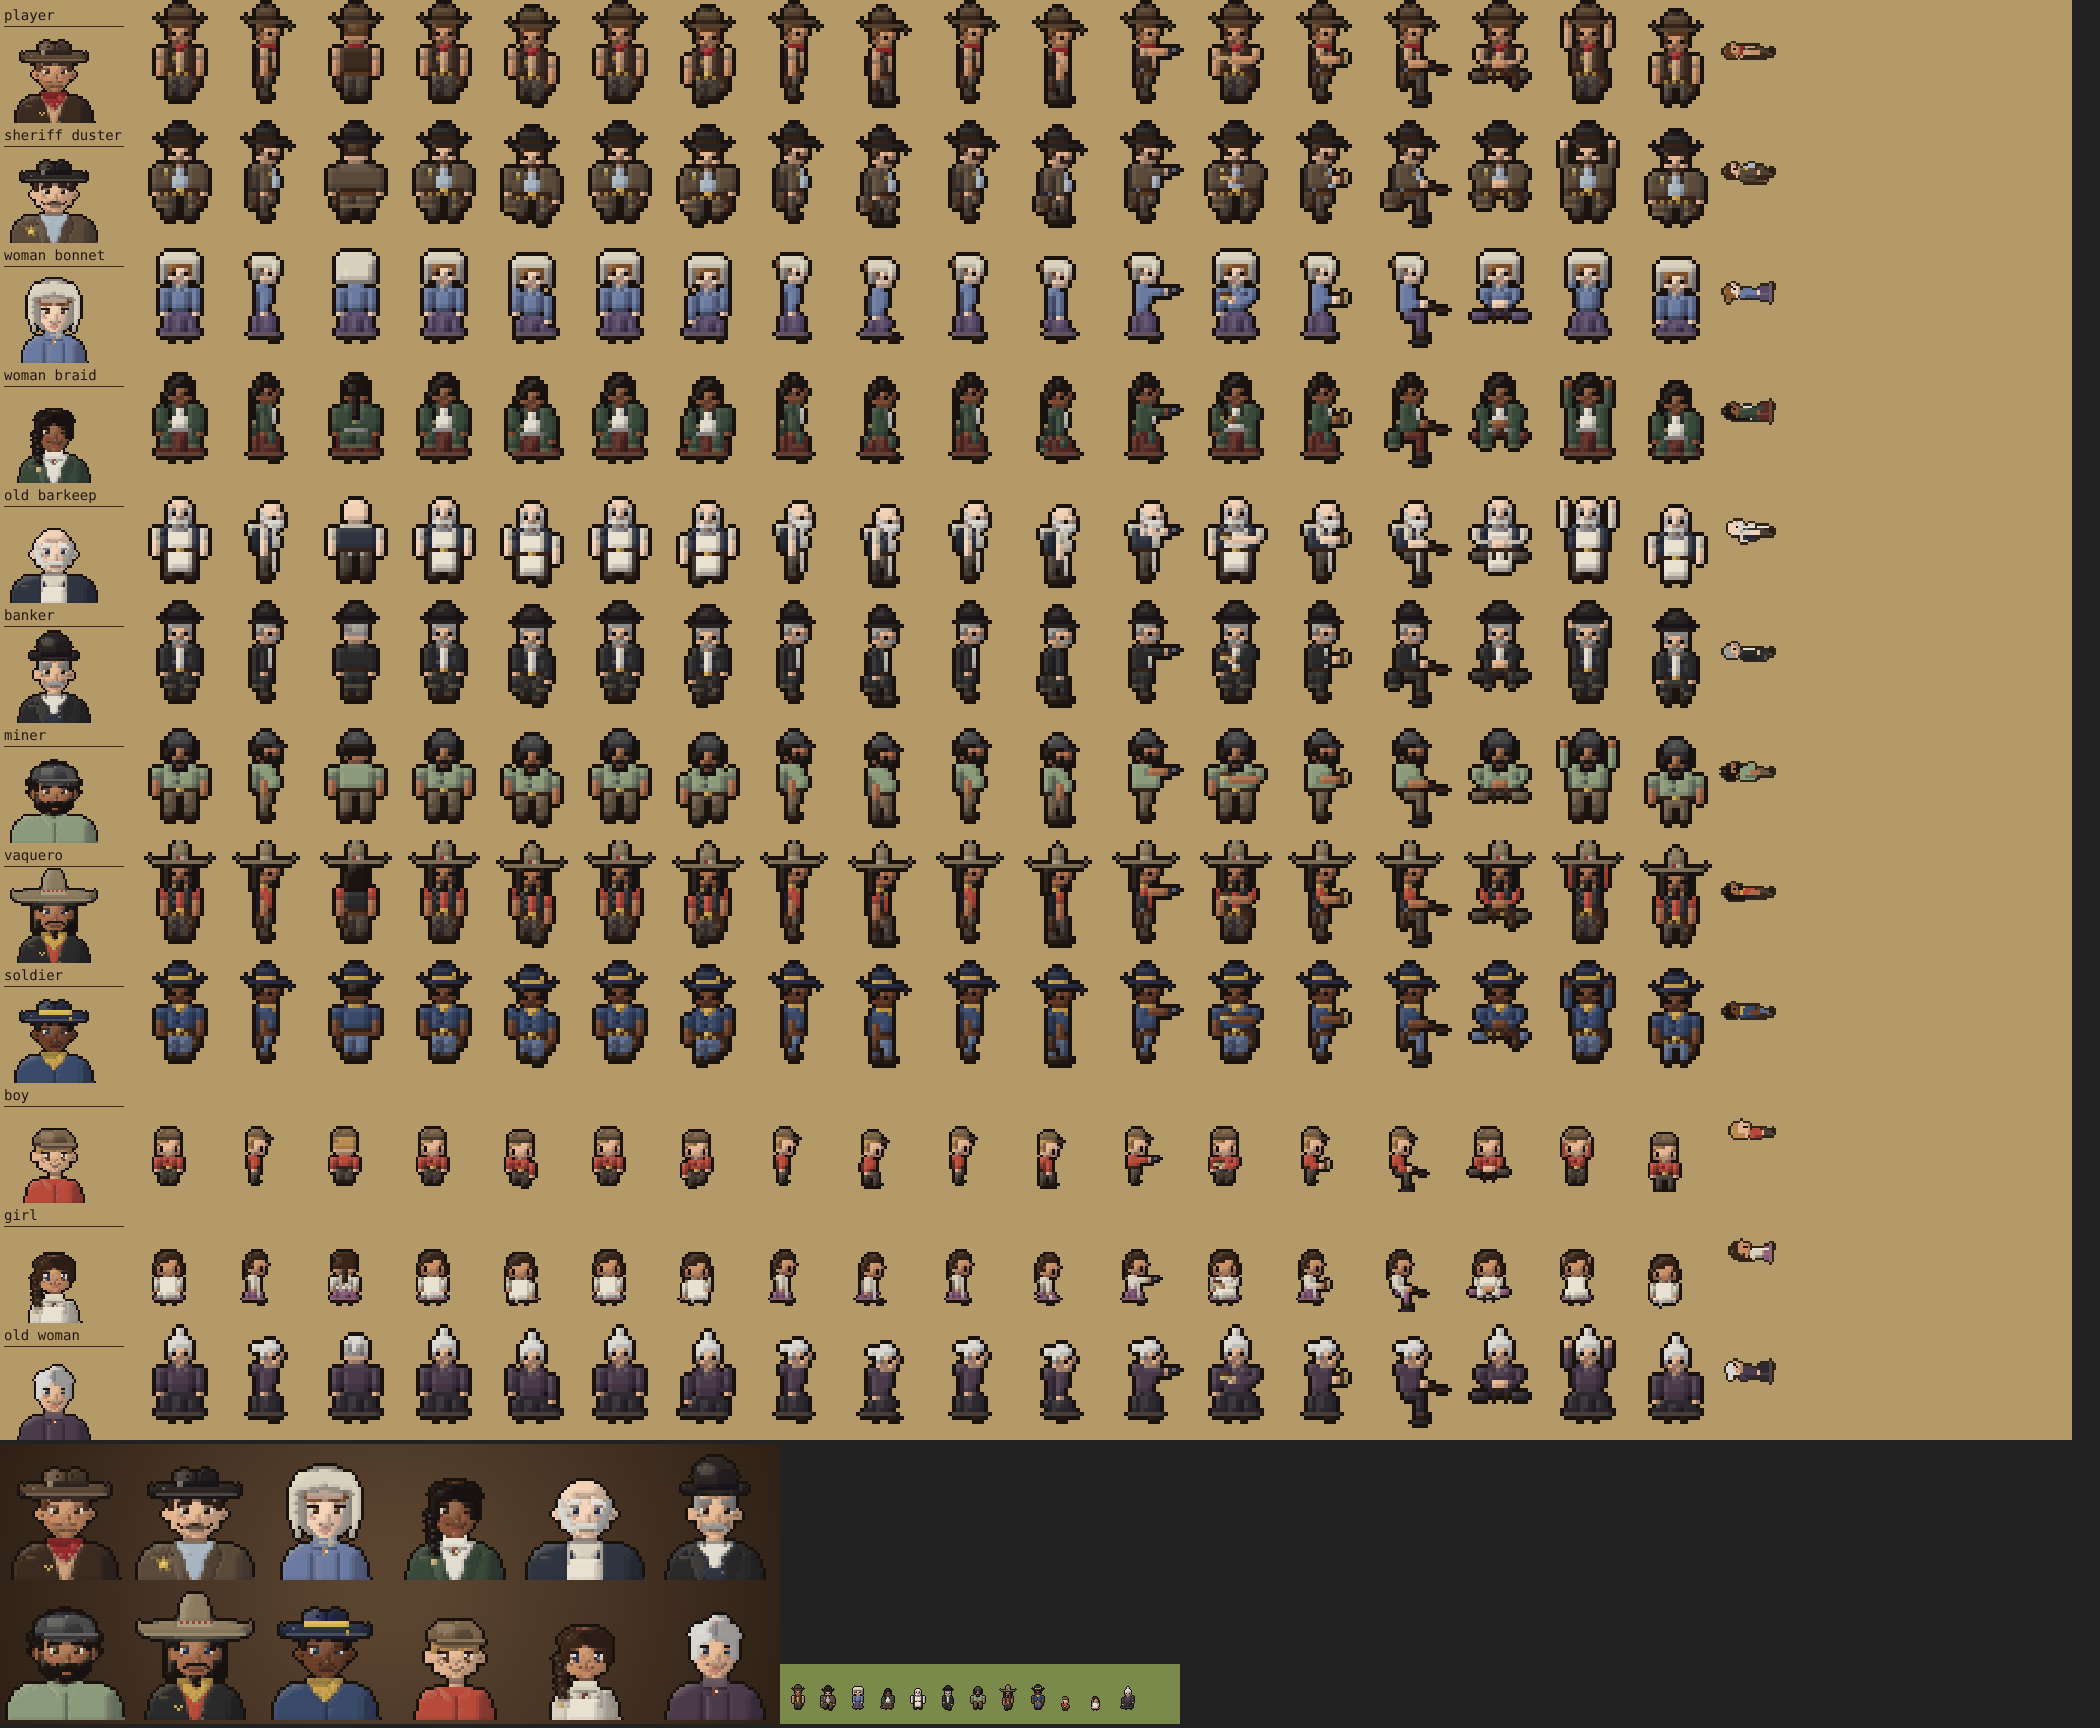 player
sheriff duster
woman bonnet
woman braid
old barkeep
banker
miner
vaquero
soldier
boy
girl
old woman